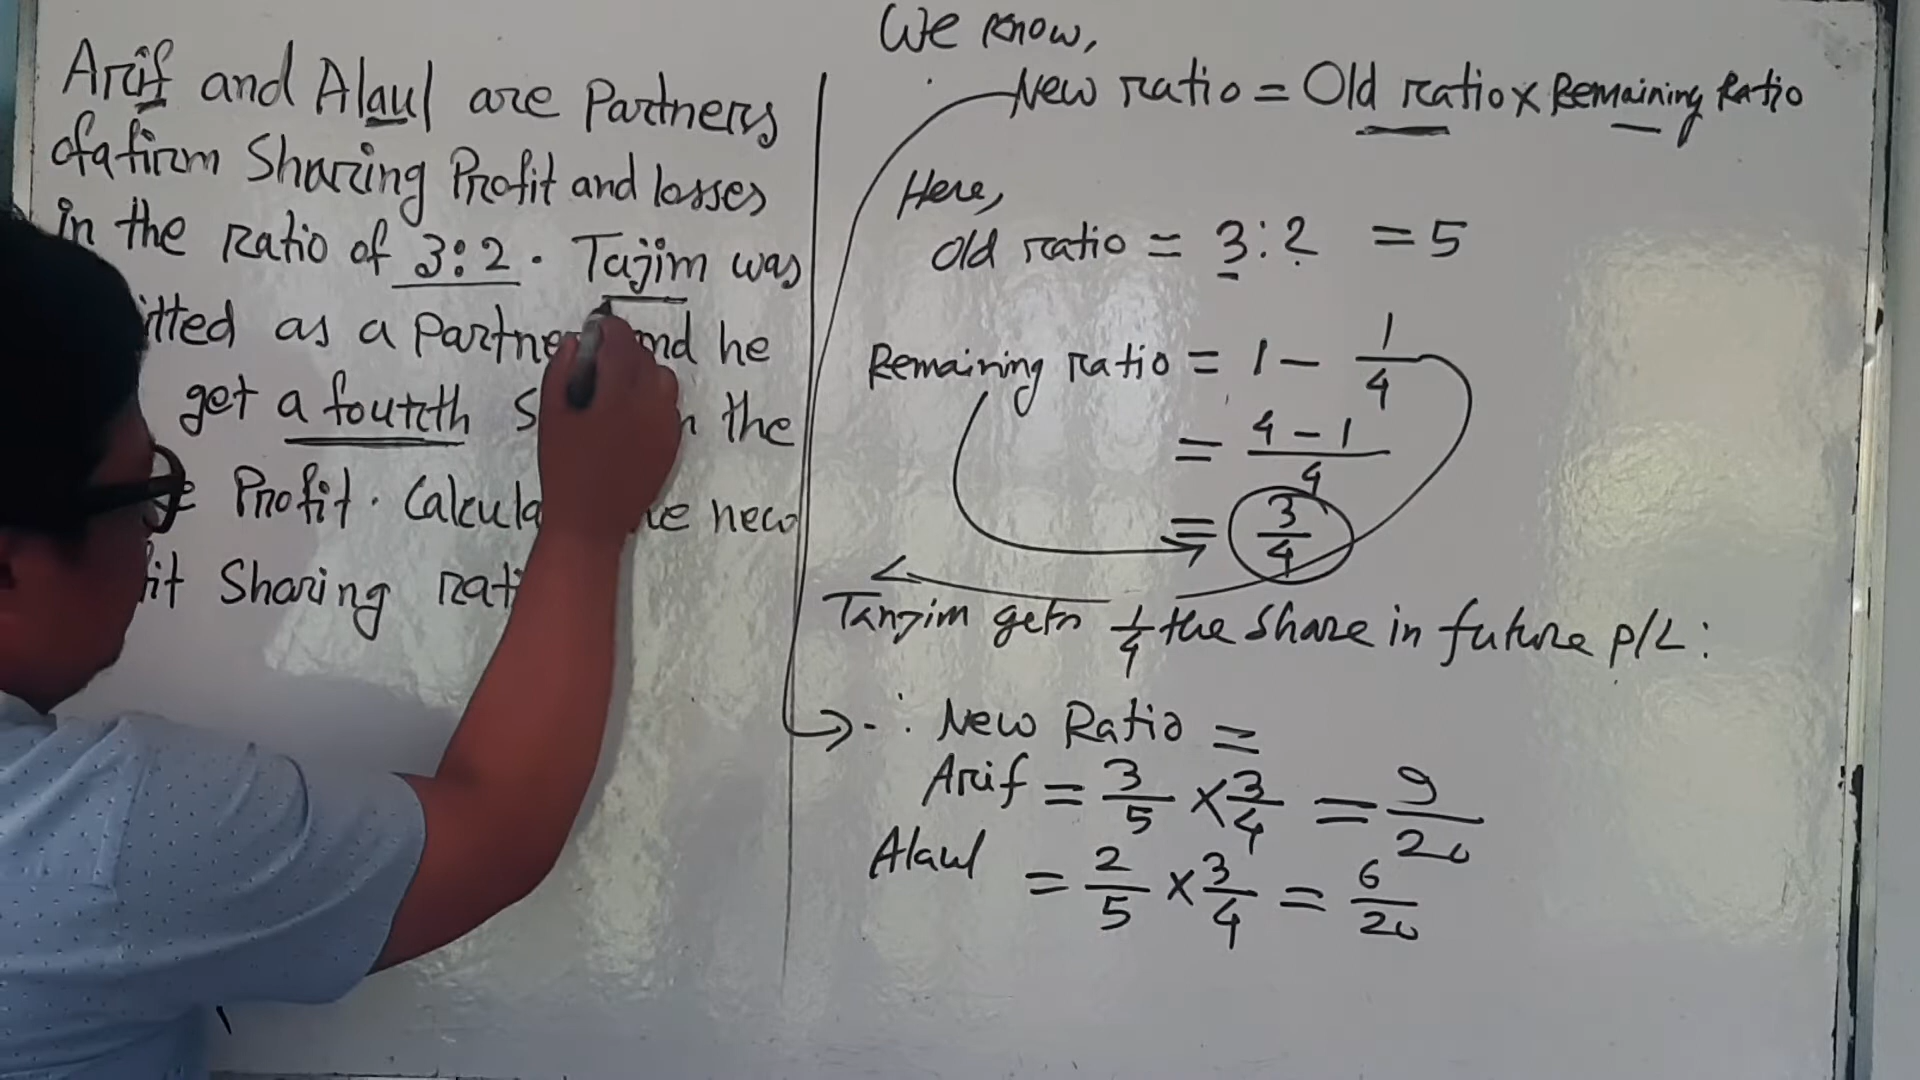 Arif and Alaul are Partners
of a firm Sharing Profit and losses
in the ratio of 3:2. Tajim was
itted as a Partne and he
get a fourth S the
Profit. Calcula new
it Sharing rati
We know,
New ratio = Old ratio x Remaining Ratio
Here,
Old ratio = 3:2 = 5
Remaining ratio = 1 - 1/4
= 4-1/4
= 3/4
Tanjim gets 1/4 the share in future P/L:
∴ New Ratio =
Arif = 3/5 x 3/4 = 9/20
Alaul = 2/5 x 3/4 = 6/20